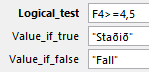 Logical_test F4>=4,5
Value_if_true "Staðið"
Value_if_false "Fall"